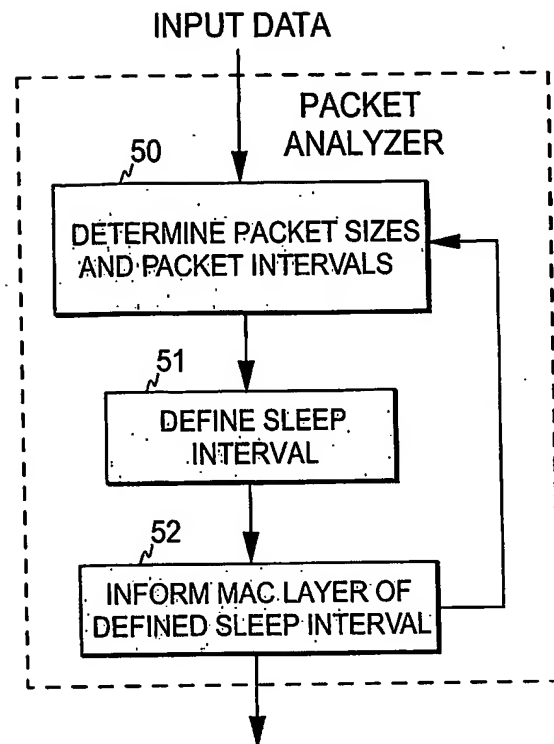 INPUT DATA
PACKET
ANALYZER
50
DETERMINE PACKET SIZES
AND PACKET INTERVALS
51
DEFINE SLEEP
INTERVAL
52
INFORM MAC LAYER OF
DEFINED SLEEP INTERVAL